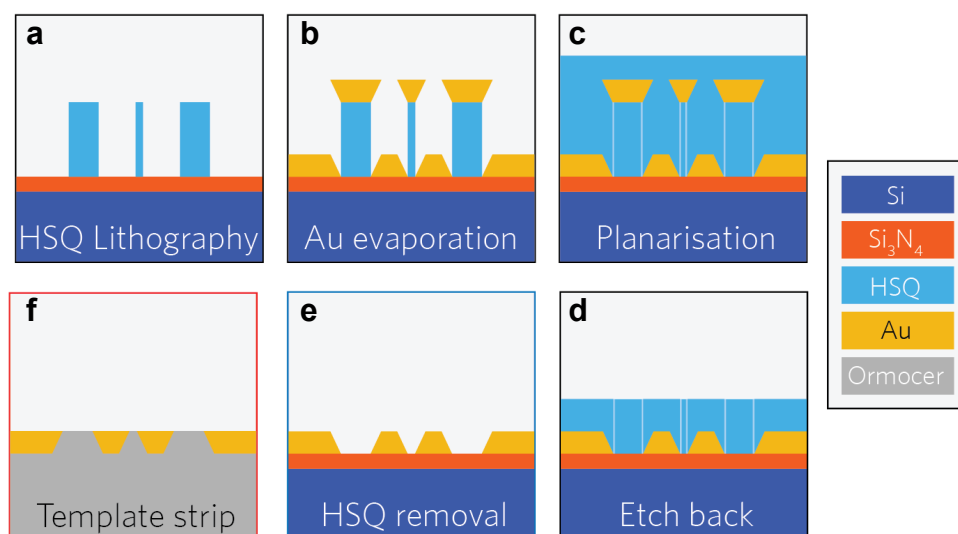 a
HSQ Lithography
b
Au evaporation
c
Planarisation
Si
Si₃N₄
HSQ
Au
Ormocer
f
Template strip
e
HSQ removal
d
Etch back